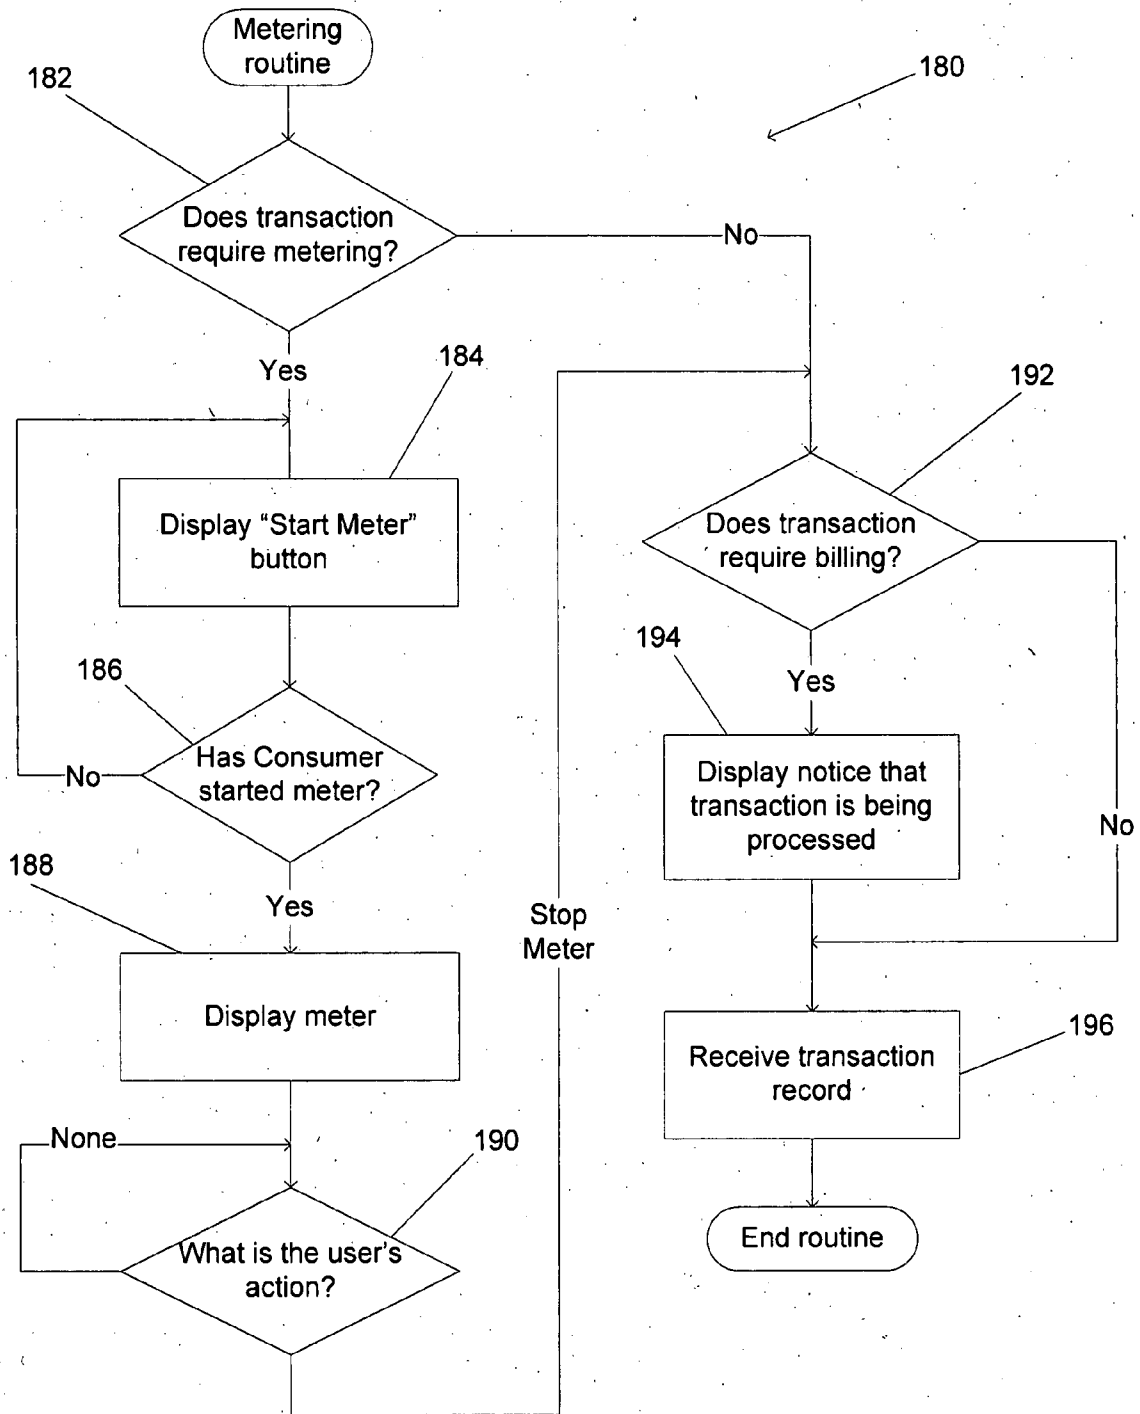 Metering
routine
180
182
Does transaction
require metering?
No
Yes
184
Display “Start Meter”
button
186
Has Consumer
started meter?
No
Yes
188
Display meter
None
190
What is the user's
action?
Stop
Meter
192
Does transaction
require billing?
194
Yes
No
Display notice that
transaction is being
processed
196
Receive transaction
record
End routine